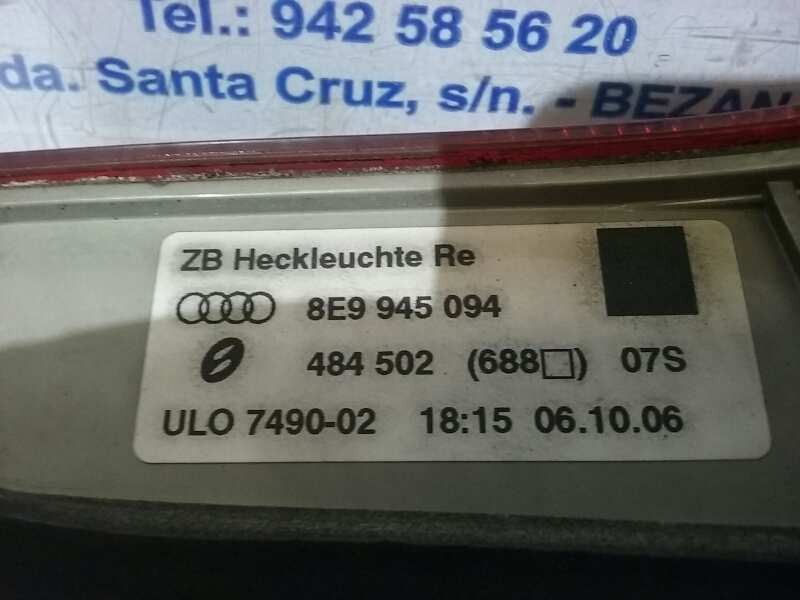 Tel.: 942 58 56 20
da. Santa Cruz, s/n. - BEZAN
ZB Heckleuchte Re
8E9 945 094
484 502 (688□) 07S
ULO 7490-02 18:15 06.10.06